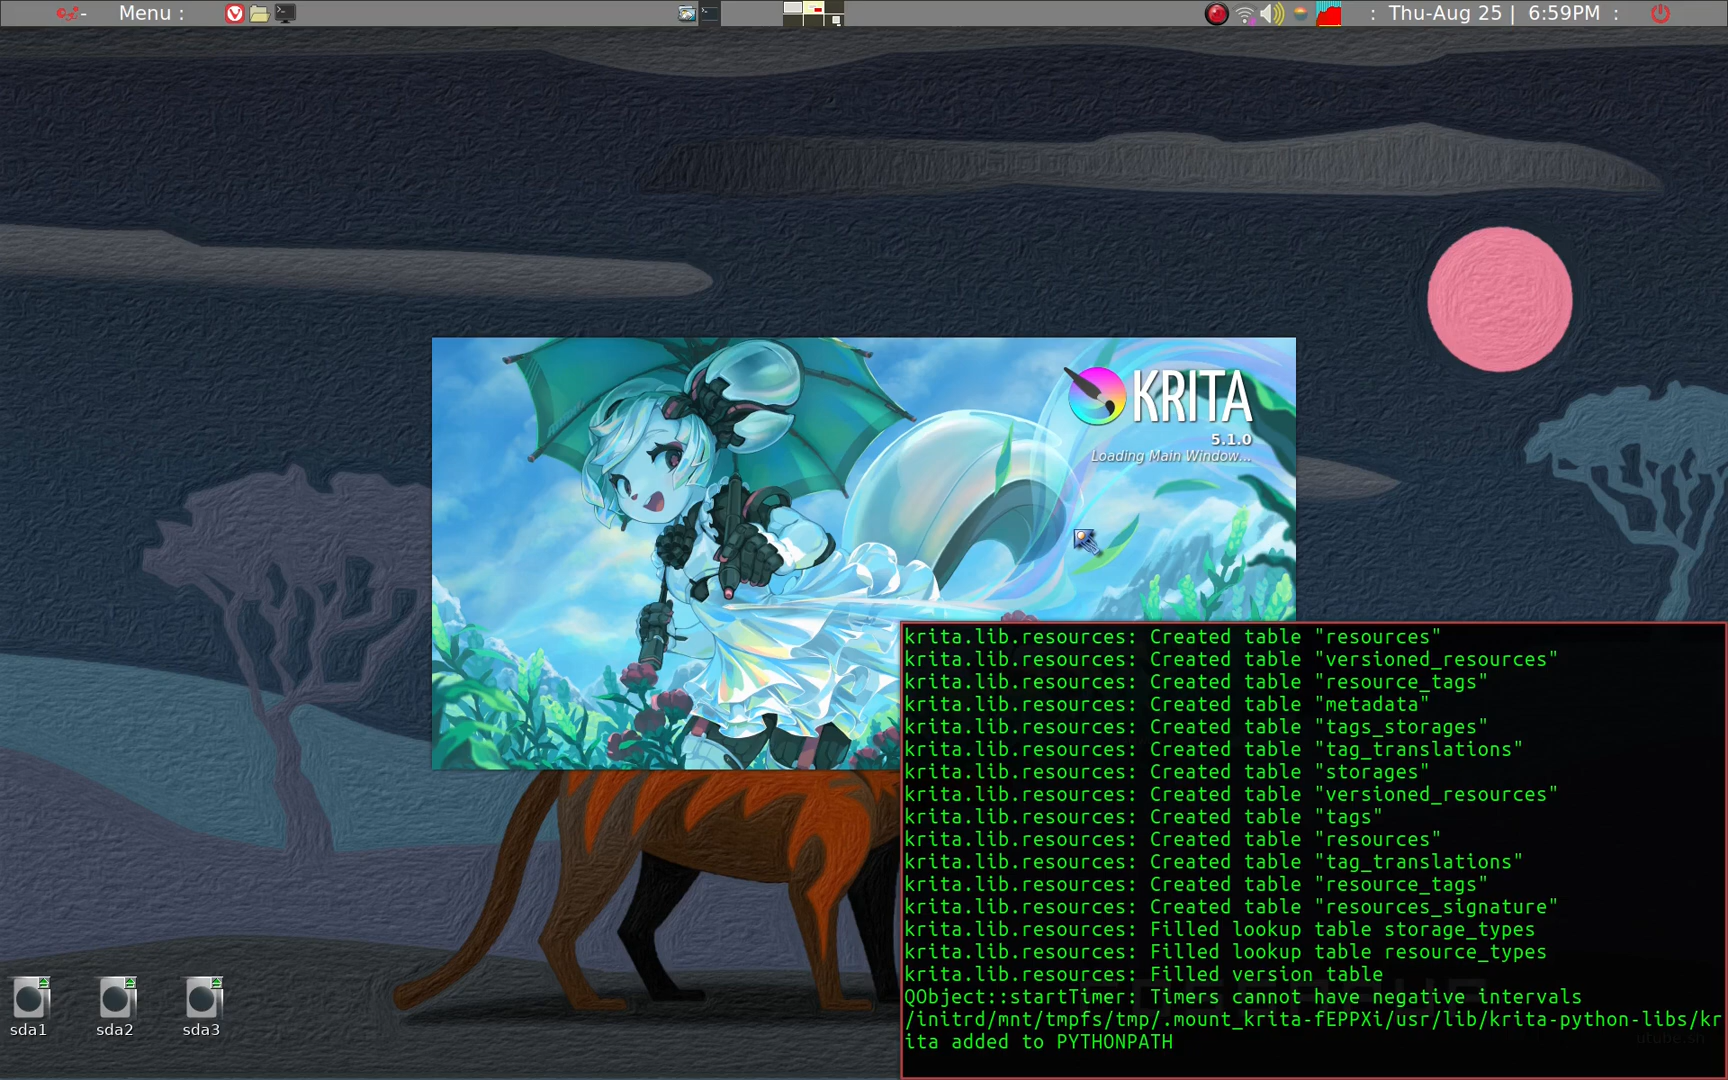 Menu :
: Thu-Aug 25 | 6:59PM :
KRITA
5.1.0
Loading Main Window...
krita.lib.resources: Created table "resources"
krita.lib.resources: Created table "versioned_resources"
krita.lib.resources: Created table "resource_tags"
krita.lib.resources: Created table "metadata"
krita.lib.resources: Created table "tags_storages"
krita.lib.resources: Created table "tag_translations"
krita.lib.resources: Created table "storages"
krita.lib.resources: Created table "versioned_resources"
krita.lib.resources: Created table "tags"
krita.lib.resources: Created table "resources"
krita.lib.resources: Created table "tag_translations"
krita.lib.resources: Created table "resource_tags"
krita.lib.resources: Created table "resources_signature"
krita.lib.resources: Filled lookup table storage_types
krita.lib.resources: Filled lookup table resource_types
krita.lib.resources: Filled version table
QObject::startTimer: Timers cannot have negative intervals
/initrd/mnt/tmpfs/tmp/.mount_krita-fEPPXi/usr/lib/krita-python-libs/kr
ita added to PYTHONPATH
sda1
sda2
sda3